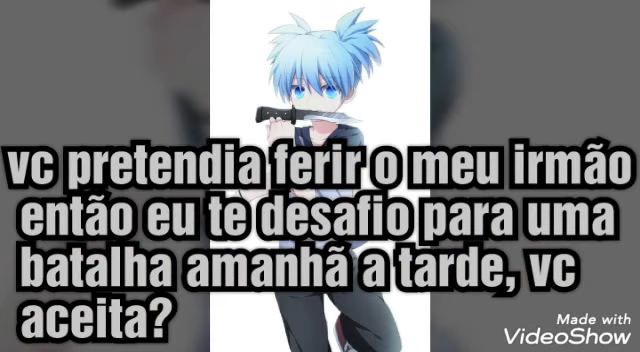 vc pretendia ferir o meu irmão
então eu te desafio para uma
batalha amanhã a tarde, vc
aceita?
Made with
VideoShow